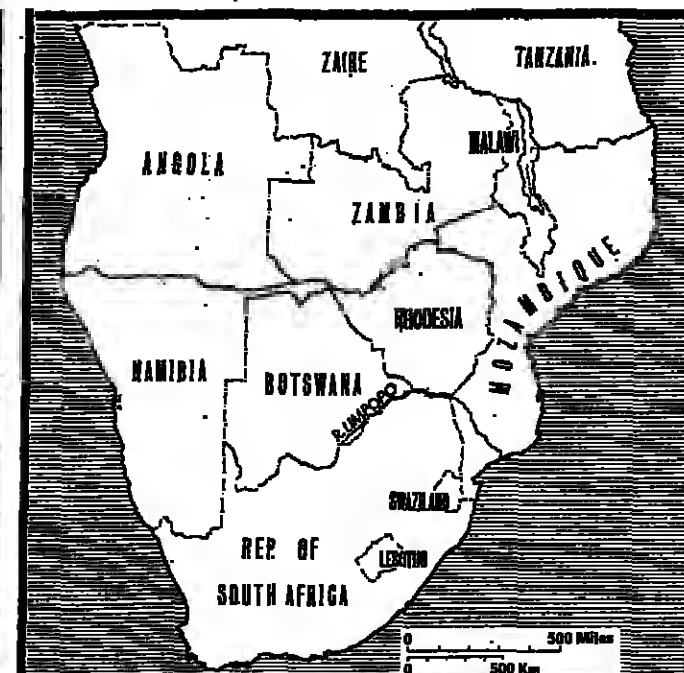 ZAIRE
TANZANIA.
ANGOLA
MALAWI
ZAMBIA
MOZAMBIQUE
RHODESIA
NAMIBIA
BOTSWANA
R. LIMPOPO
SWAZILAND
REP. OF
SOUTH AFRICA
LESOTHO
0 500 Miles
0 500 Km